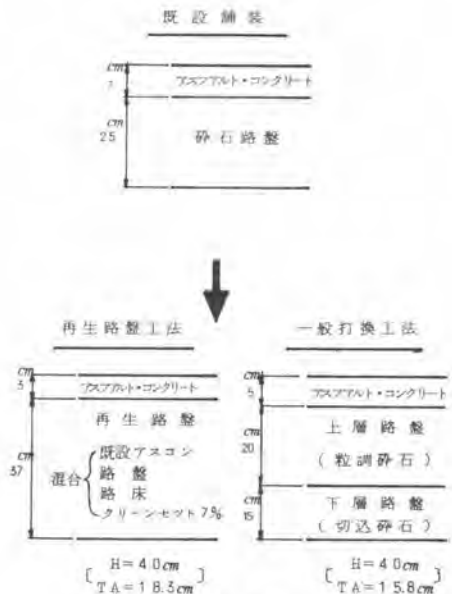 既設舗装
cm
アスファルト・コンクリート
cm
25
砕石路盤
再生路盤工法
cm
3
アスファルト・コンクリート
cm
37
再生路盤
混合
既設アスコン
路盤
路床
クリーンセット7%
H=40cm
TA=18.3cm
一般打換工法
cm
5
アスファルト・コンクリート
cm
20
上層路盤
(粒調砕石)
cm
15
下層路盤
(切込砕石)
H=40cm
TA=15.8cm